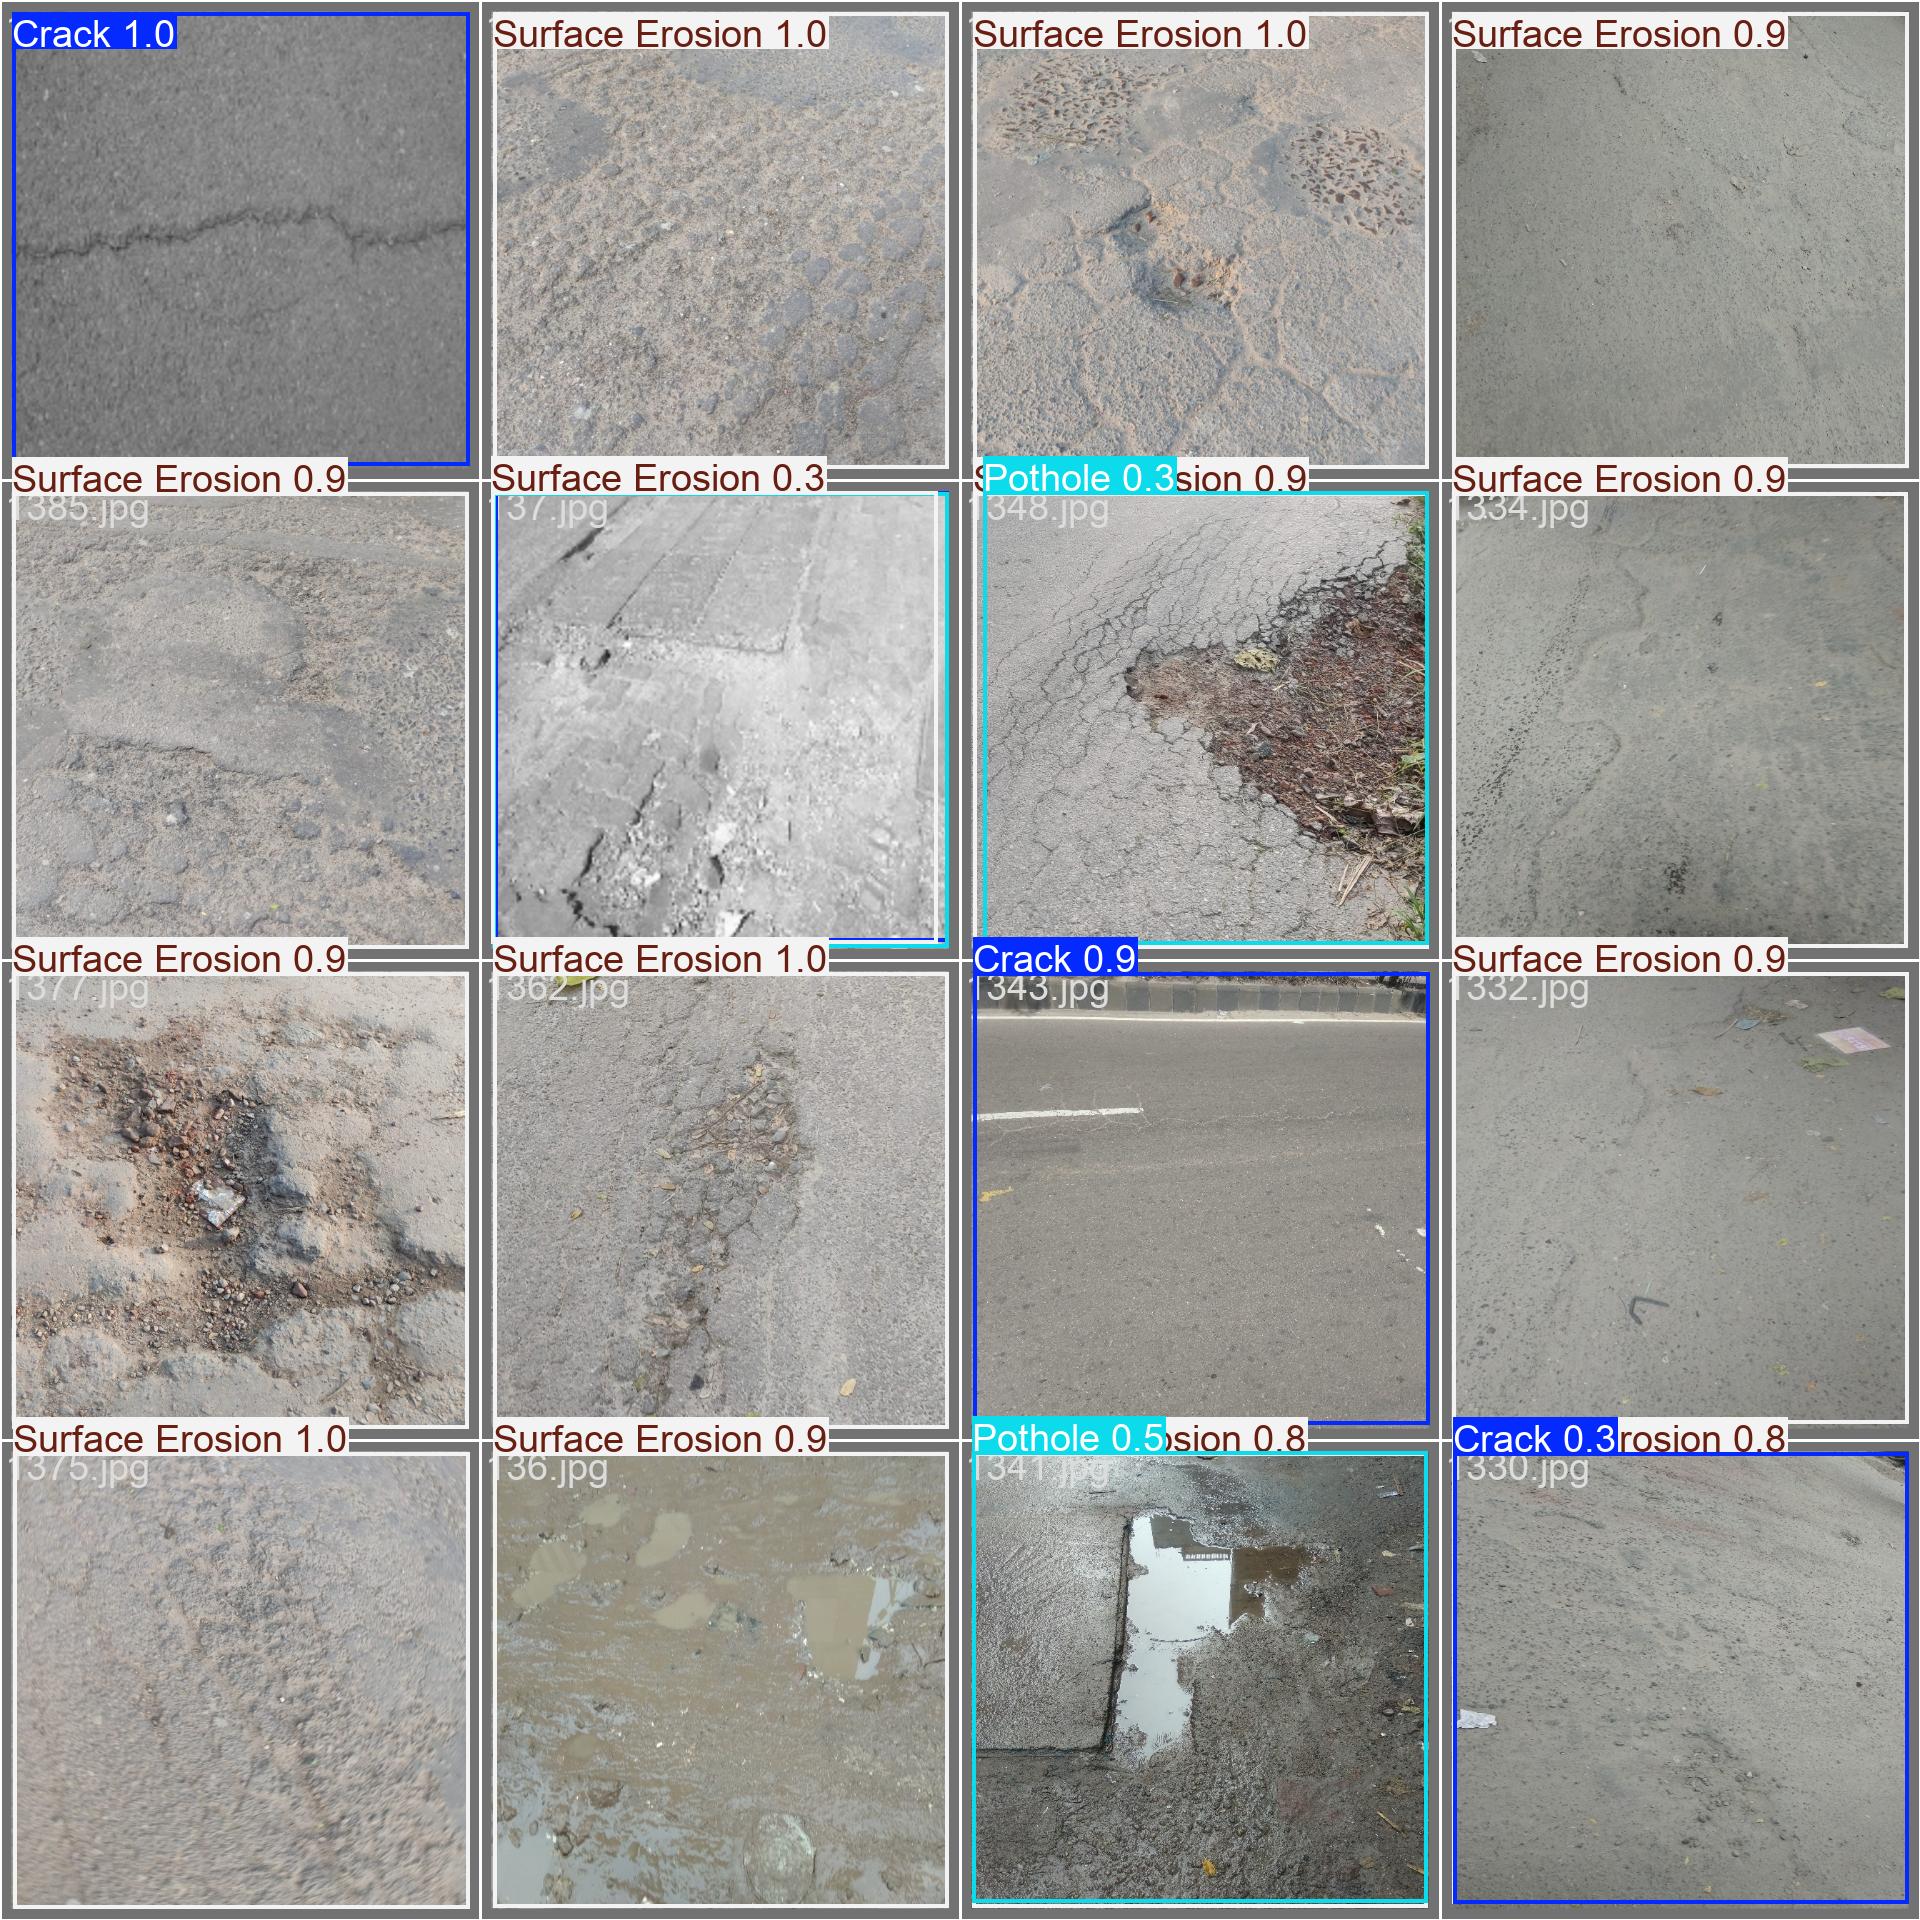 Crack 1.0
Surface Erosion 1.0
Surface Erosion 1.0
Surface Erosion 0.9
Surface Erosion 0.9
1385.jpg
Surface Erosion 0.3
137.jpg
Pothole 0.3
sion 0.9
1348.jpg
Surface Erosion 0.9
1334.jpg
Surface Erosion 0.9
1377.jpg
Surface Erosion 1.0
1362.jpg
Crack 0.9
1343.jpg
Surface Erosion 0.9
1332.jpg
Surface Erosion 1.0
1375.jpg
Surface Erosion 0.9
136.jpg
Pothole 0.5
osion 0.8
1341.jpg
Crack 0.3
rosion 0.8
1330.jpg